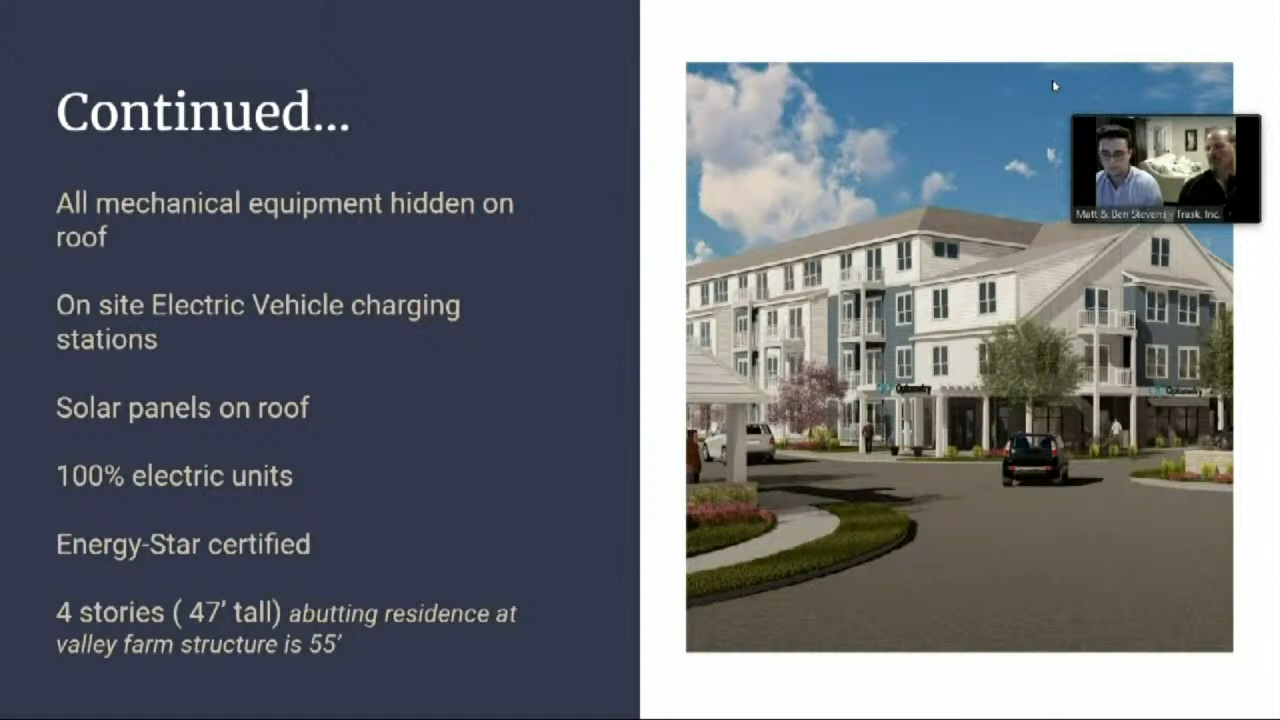 Continued...
All mechanical equipment hidden on
roof
On site Electric Vehicle charging
stations
Solar panels on roof
100% electric units
Energy-Star certified
4 stories ( 47' tall) abutting residence at
valley farm structure is 55'
Matt & Ben Stevens - Trask, Inc.
Optometry
Optometry